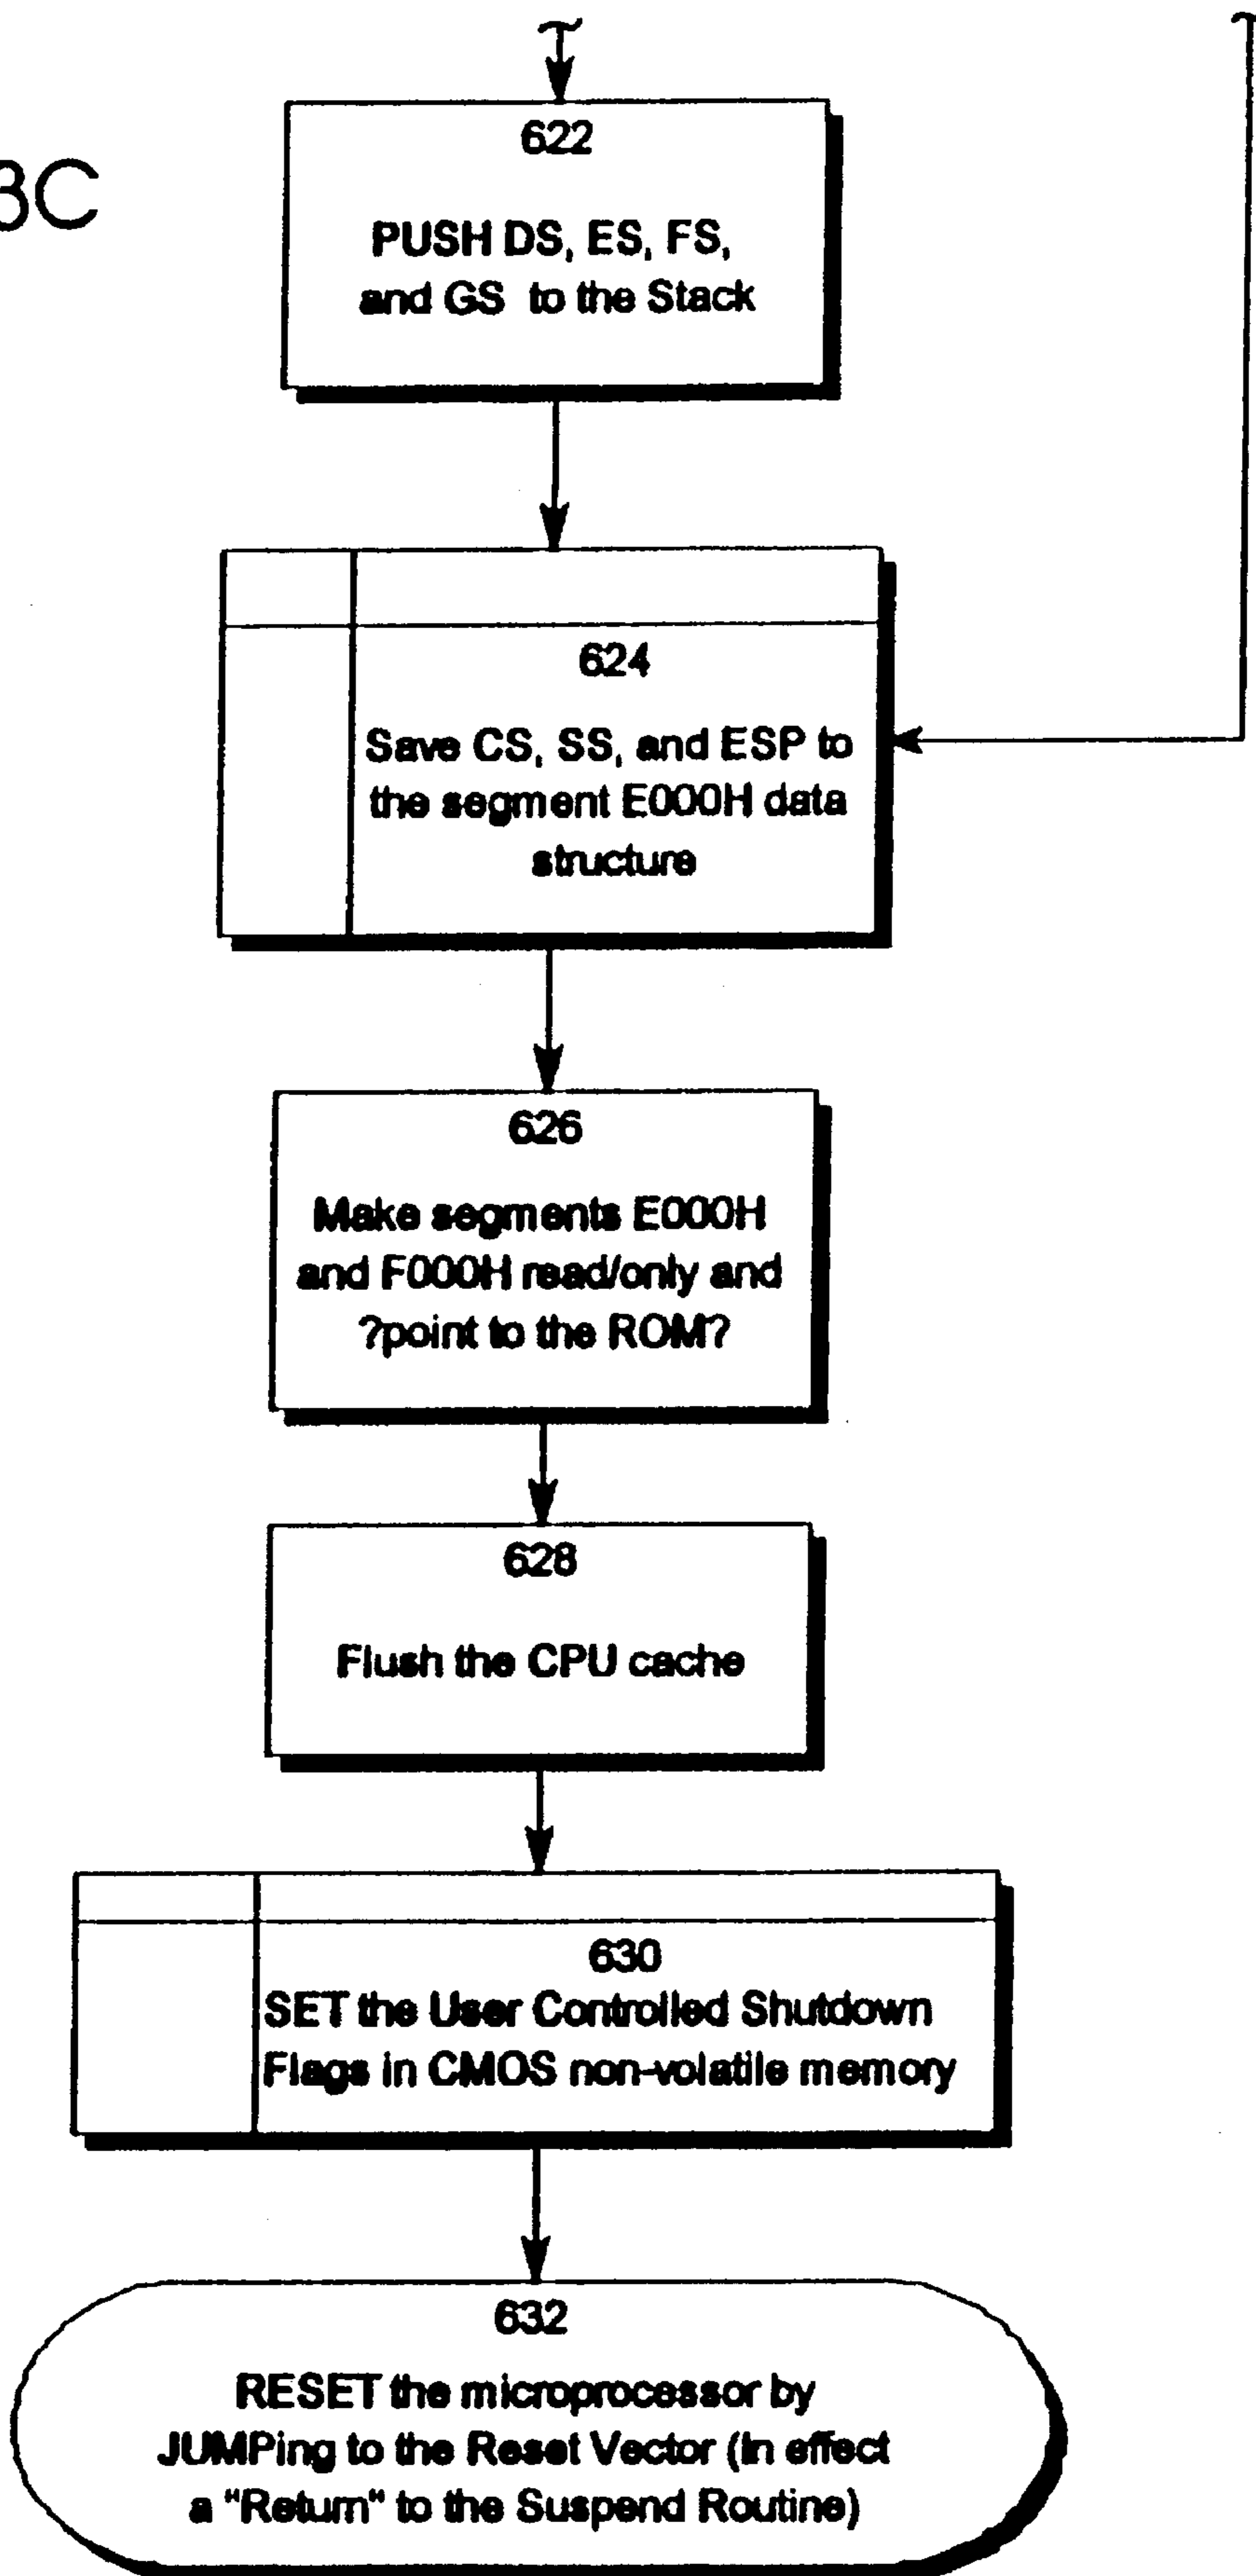 3C
622
PUSH DS, ES, FS,
and GS to the Stack
624
Save CS, SS, and ESP to
the segment E000H data
structure
626
Make segments E000H
and F000H read/only and
?point to the ROM?
628
Flush the CPU cache
630
SET the User Controlled Shutdown
Flags in CMOS non-volatile memory
632
RESET the microprocessor by
JUMPing to the Reset Vector (In effect
a "Return" to the Suspend Routine)